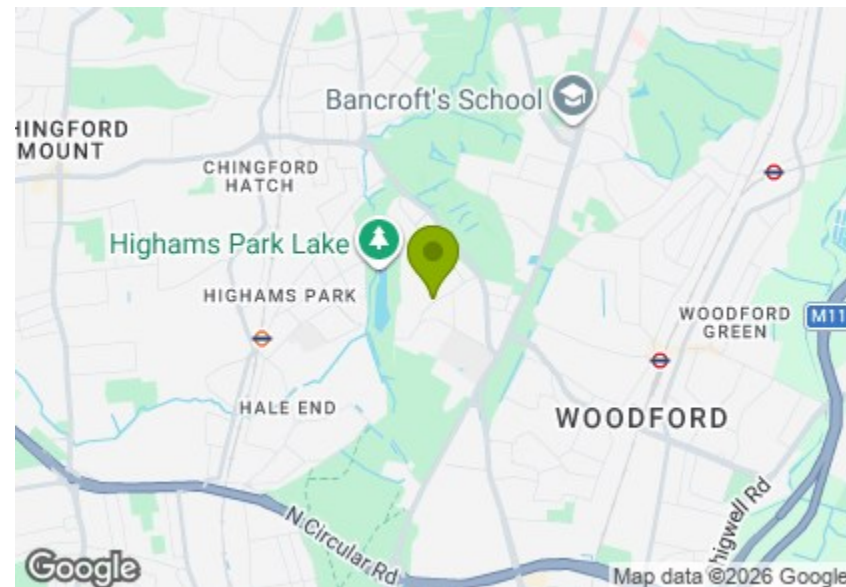 Bancroft's School
HINGFORD
MOUNT
CHINGFORD
HATCH
Highams Park Lake
HIGHAMS PARK
WOODFORD
GREEN
M11
HALE END
WOODFORD
N Circular Rd
higwell Rd
Google
Map data ©2026 Google